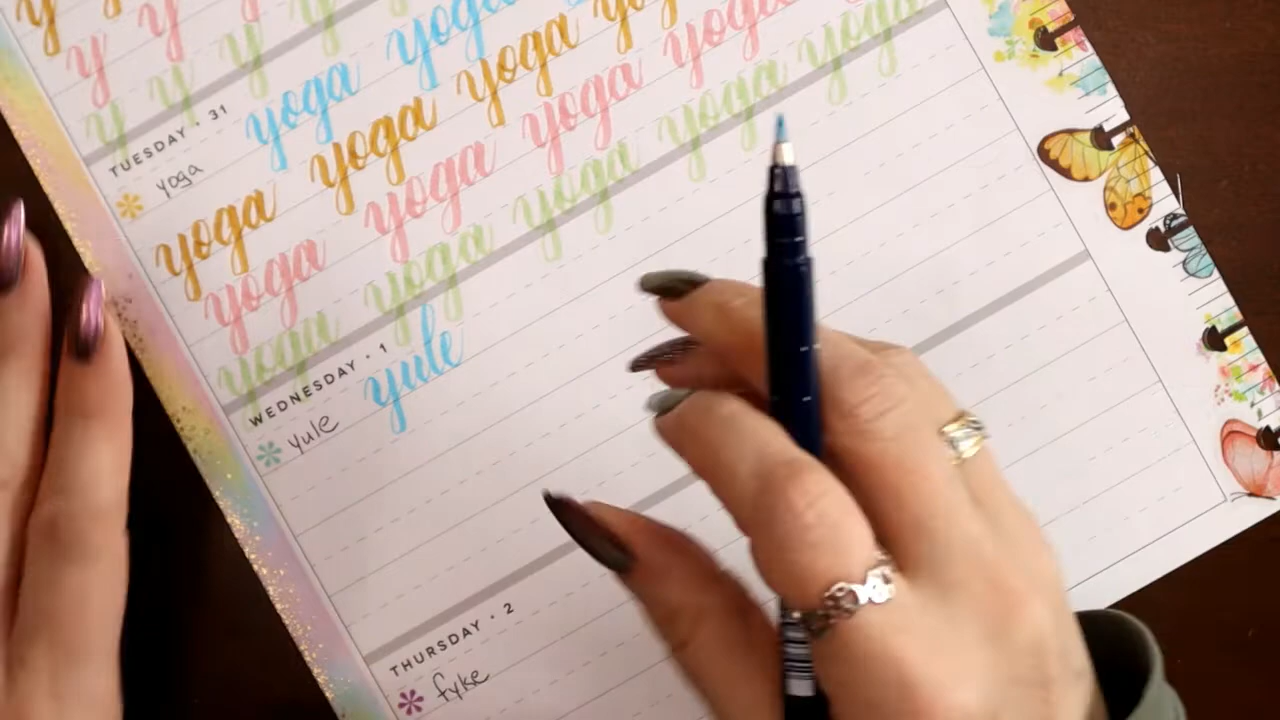 y y y y
y y y y
y y y
TUESDAY • 31
yoga yoga yoga
yoga yoga yoga yoga
yoga yoga yoga yoga
yoga yoga yoga yoga yoga
WEDNESDAY • 1
yule yule
THURSDAY • 2
fyke